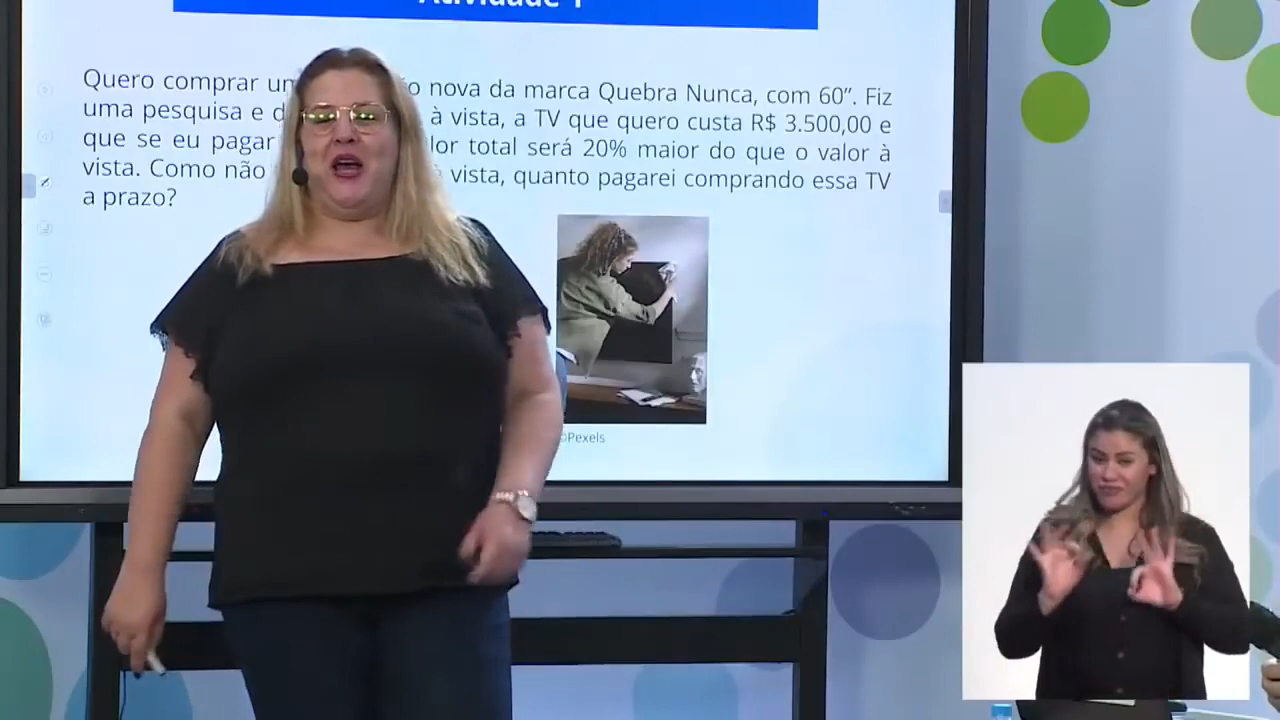 Atividade 1
Quero comprar um o nova da marca Quebra Nunca, com 60”. Fiz
uma pesquisa e d à vista, a TV que quero custa R$ 3.500,00 e
que se eu pagar lor total será 20% maior do que o valor à
vista. Como não vista, quanto pagarei comprando essa TV
a prazo?
©Pexels